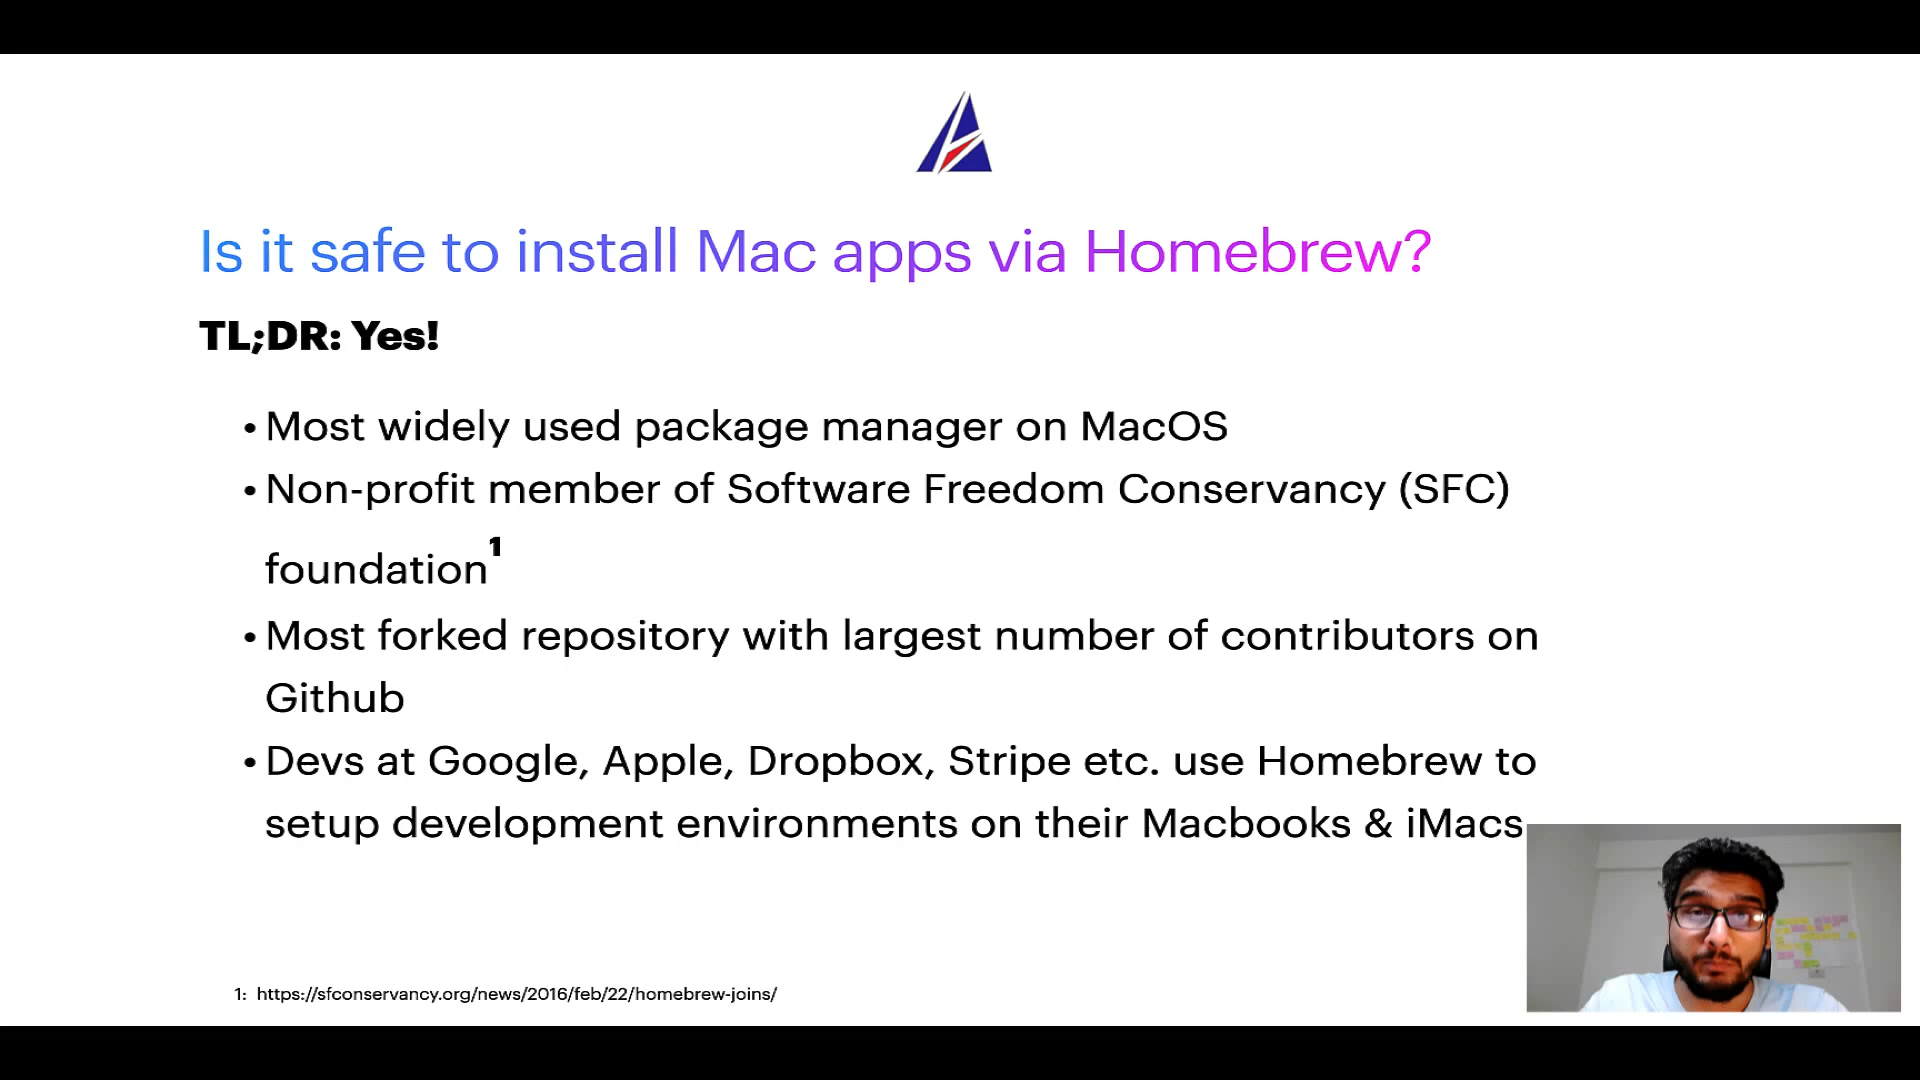 Is it safe to install Mac apps via Homebrew?
TL;DR: Yes!
• Most widely used package manager on MacOS
• Non-profit member of Software Freedom Conservancy (SFC)
foundation¹
• Most forked repository with largest number of contributors on
Github
• Devs at Google, Apple, Dropbox, Stripe etc. use Homebrew to
setup development environments on their Macbooks & iMacs
1: https://sfconservancy.org/news/2016/feb/22/homebrew-joins/